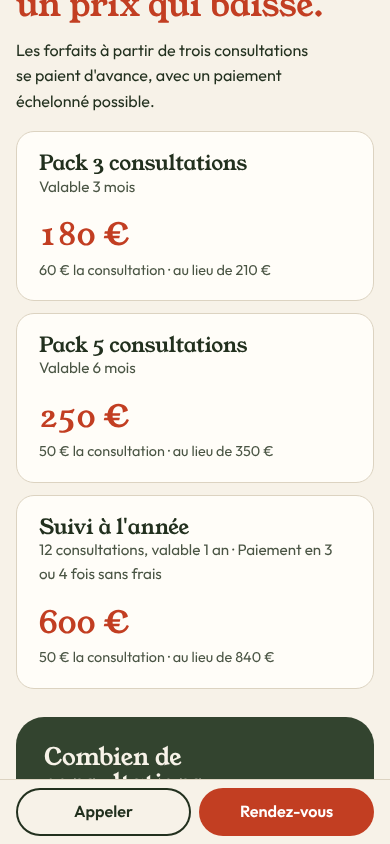 un prix qui baisse.
Les forfaits à partir de trois consultations
se paient d'avance, avec un paiement
échelonné possible.
Pack 3 consultations
Valable 3 mois
180 €
60 € la consultation · au lieu de 210 €
Pack 5 consultations
Valable 6 mois
250 €
50 € la consultation · au lieu de 350 €
Suivi à l'année
12 consultations, valable 1 an · Paiement en 3
ou 4 fois sans frais
600 €
50 € la consultation · au lieu de 840 €
Combien de
Appeler
Rendez-vous